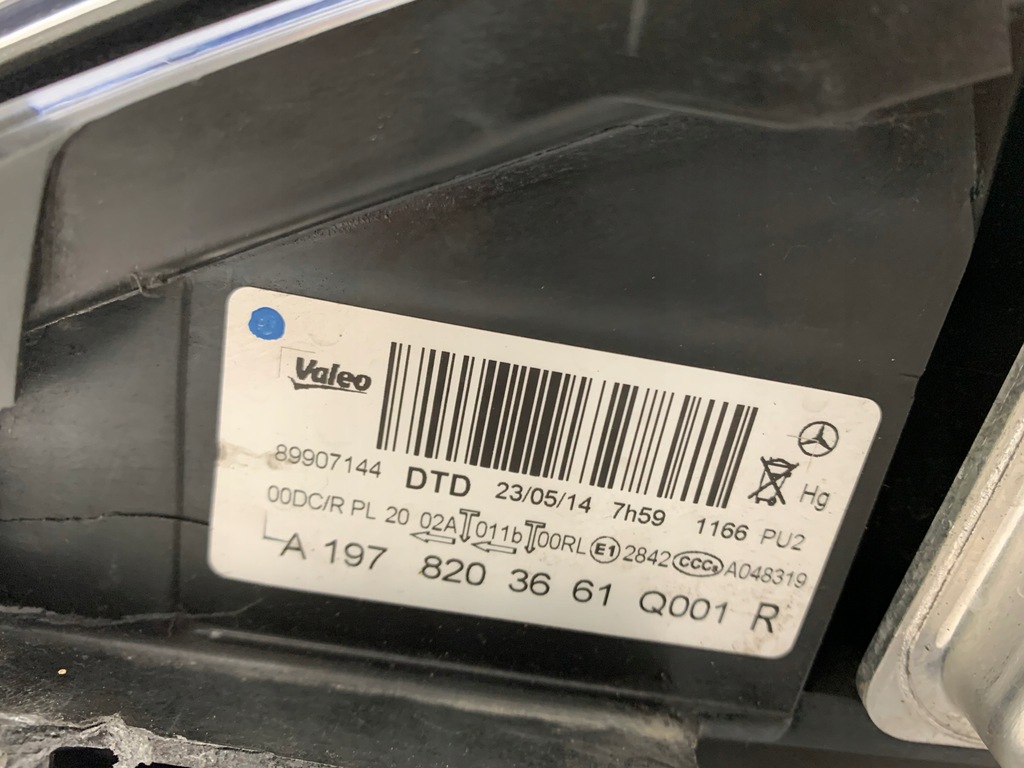 Valeo
89907144 DTD 23/05/14 7h59 1166 PU2
Hg
00DC/R PL 20 02A 011b 00RL E1 2842 CCCs A048319
A 197 820 36 61 Q001 R